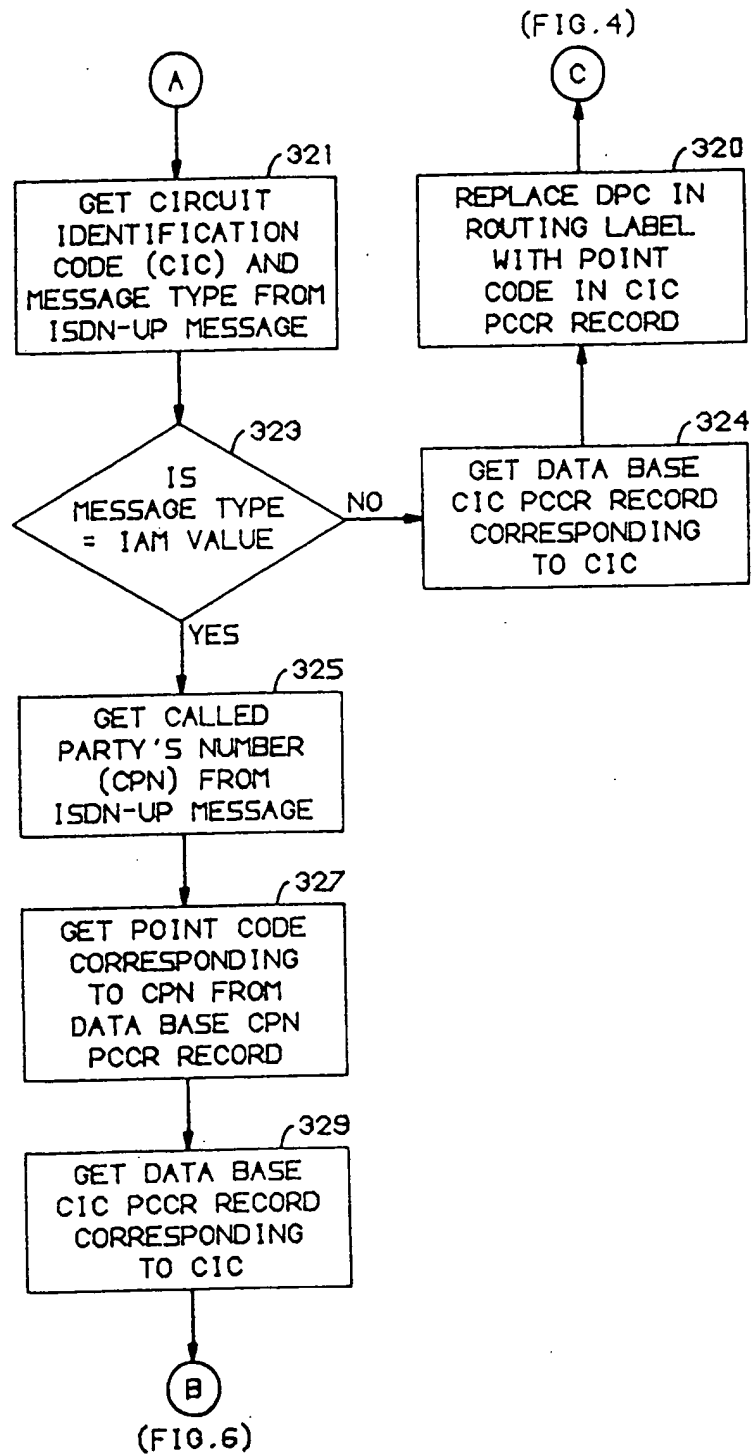 (FIG.4)
A
C
321
GET CIRCUIT
IDENTIFICATION
CODE (CIC) AND
MESSAGE TYPE FROM
ISDN-UP MESSAGE
320
REPLACE DPC IN
ROUTING LABEL
WITH POINT
CODE IN CIC
PCCR RECORD
323
IS
MESSAGE TYPE
= IAM VALUE
NO
YES
324
GET DATA BASE
CIC PCCR RECORD
CORRESPONDING
TO CIC
325
GET CALLED
PARTY'S NUMBER
(CPN) FROM
ISDN-UP MESSAGE
327
GET POINT CODE
CORRESPONDING
TO CPN FROM
DATA BASE CPN
PCCR RECORD
329
GET DATA BASE
CIC PCCR RECORD
CORRESPONDING
TO CIC
B
(FIG.6)